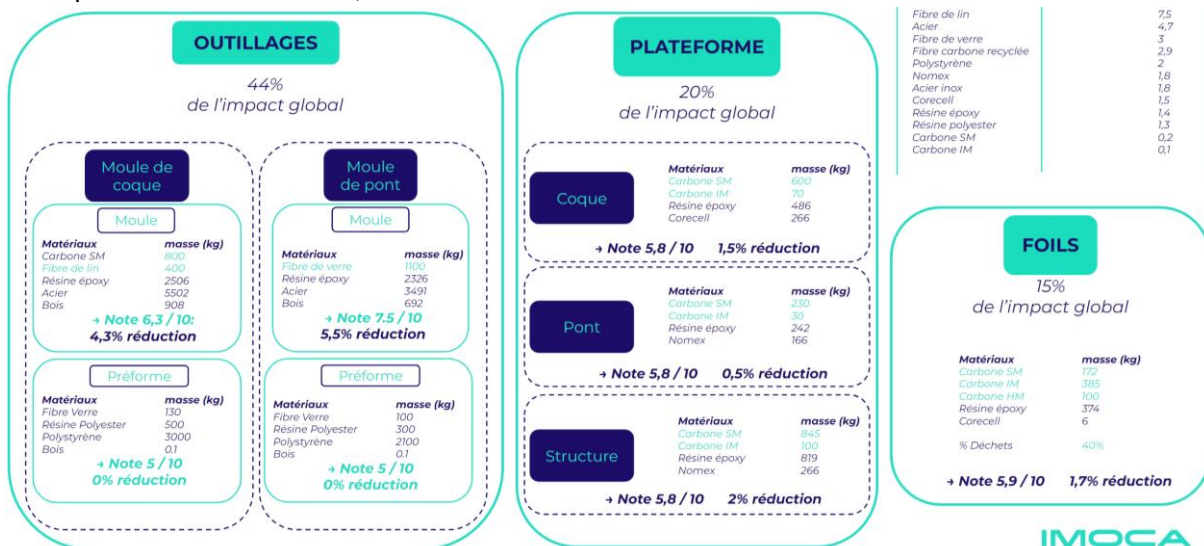 OUTILLAGES
44%
de l'impact global
Moule de
coque
Moule
Matériaux masse (kg)
Carbone SM 800
Fibre de lin 400
Résine époxy 2506
Acier 5502
Bois 908
→ Note 6,3 / 10:
4,3% réduction
Préforme
Matériaux masse (kg)
Fibre Verre 130
Résine Polyester 500
Polystyrène 3000
Bois 0.1
→ Note 5 / 10
0% réduction
Moule
de pont
Moule
Matériaux masse (kg)
Fibre de verre 1100
Résine époxy 2326
Acier 3491
Bois 692
→ Note 7.5 / 10
5,5% réduction
Préforme
Matériaux masse (kg)
Fibre Verre 100
Résine Polyester 300
Polystyrène 2100
Bois 0.1
→ Note 5 / 10
0% réduction
PLATEFORME
20%
de l'impact global
Coque
Matériaux masse (kg)
Carbone SM 600
Carbone IM 70
Résine époxy 486
Corecell 266
→ Note 5,8 / 10 1,5% réduction
Pont
Matériaux masse (kg)
Carbone SM 230
Carbone IM 30
Résine époxy 242
Nomex 166
→ Note 5,8 / 10 0,5% réduction
Structure
Matériaux masse (kg)
Carbone SM 845
Carbone IM 100
Résine époxy 819
Nomex 266
→ Note 5,8 / 10 2% réduction
Fibre de lin 7,5
Acier 4,7
Fibre de verre 3
Fibre carbone recyclée 2,9
Polystyrène 2
Nomex 1,8
Acier inox 1,8
Corecell 1,5
Résine époxy 1,4
Résine polyester 1,3
Carbone SM 0,2
Carbone IM 0,1
FOILS
15%
de l'impact global
Matériaux masse (kg)
Carbone SM 172
Carbone IM 385
Carbone HM 100
Résine époxy 374
Corecell 6
% Déchets 40%
→ Note 5,9 / 10 1,7% réduction
IMOCA